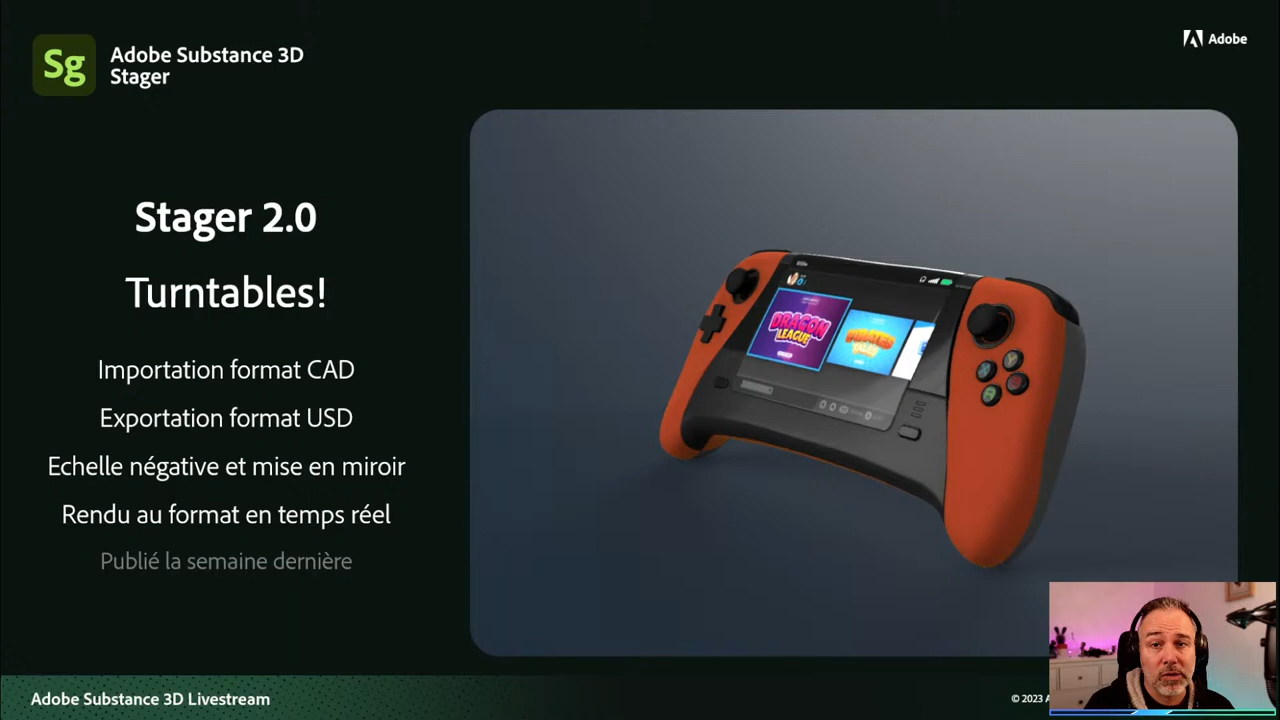 Sg
Adobe Substance 3D
Stager
Adobe
Stager 2.0
Turntables!
Importation format CAD
Exportation format USD
Echelle négative et mise en miroir
Rendu au format en temps réel
Publié la semaine dernière
DRAGON
LEAGUE
PIRATES
Y
X
B
A
Adobe Substance 3D Livestream
© 2023